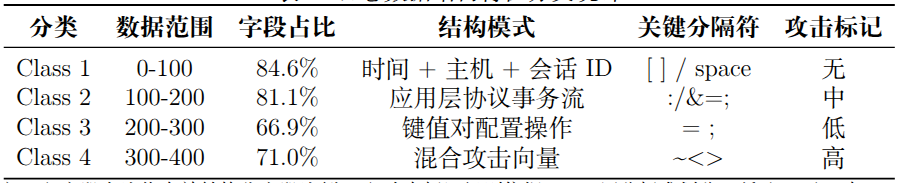 分类 数据范围 字段占比 结构模式 关键分隔符 攻击标记
Class 1 0-100 84.6% 时间 + 主机 + 会话 ID [ ] / space 无
Class 2 100-200 81.1% 应用层协议事务流 :/&=; 中
Class 3 200-300 66.9% 键值对配置操作 = ; 低
Class 4 300-400 71.0% 混合攻击向量 ~<> 高